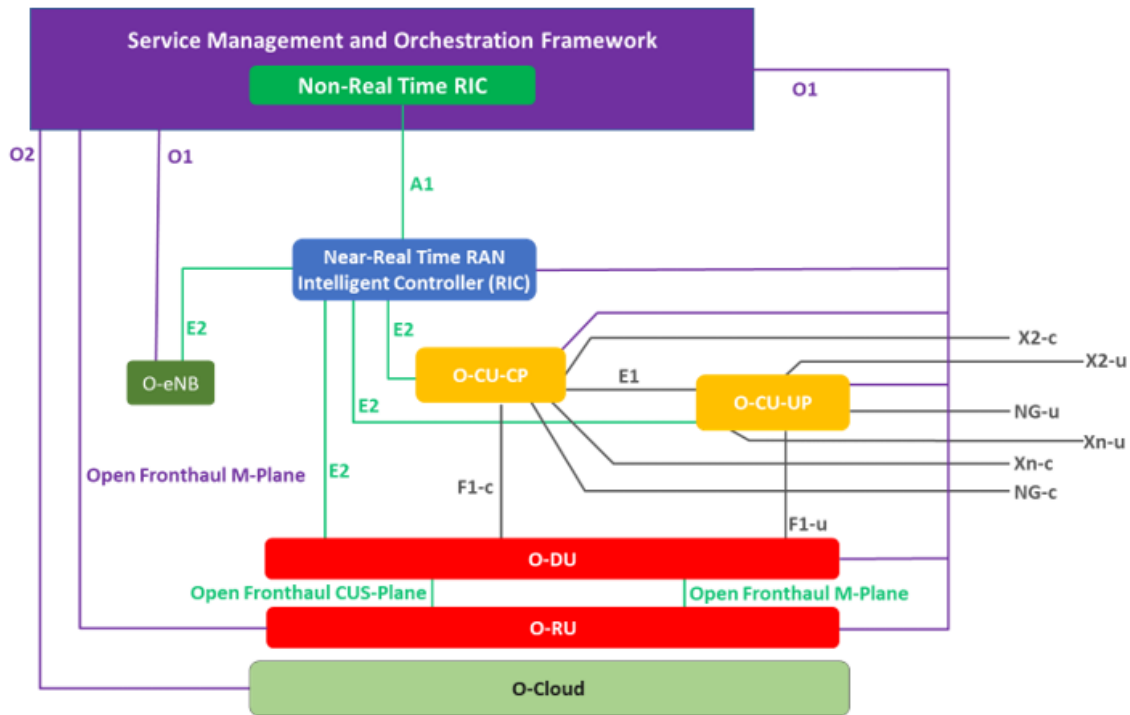 Service Management and Orchestration Framework
Non-Real Time RIC
O1
O2
O1
A1
Near-Real Time RAN
Intelligent Controller (RIC)
E2
E2
O-eNB
O-CU-CP
E1
O-CU-UP
X2-c
X2-u
E2
NG-u
Xn-u
Open Fronthaul M-Plane
E2
F1-c
Xn-c
NG-c
F1-u
O-DU
Open Fronthaul CUS-Plane
Open Fronthaul M-Plane
O-RU
O-Cloud